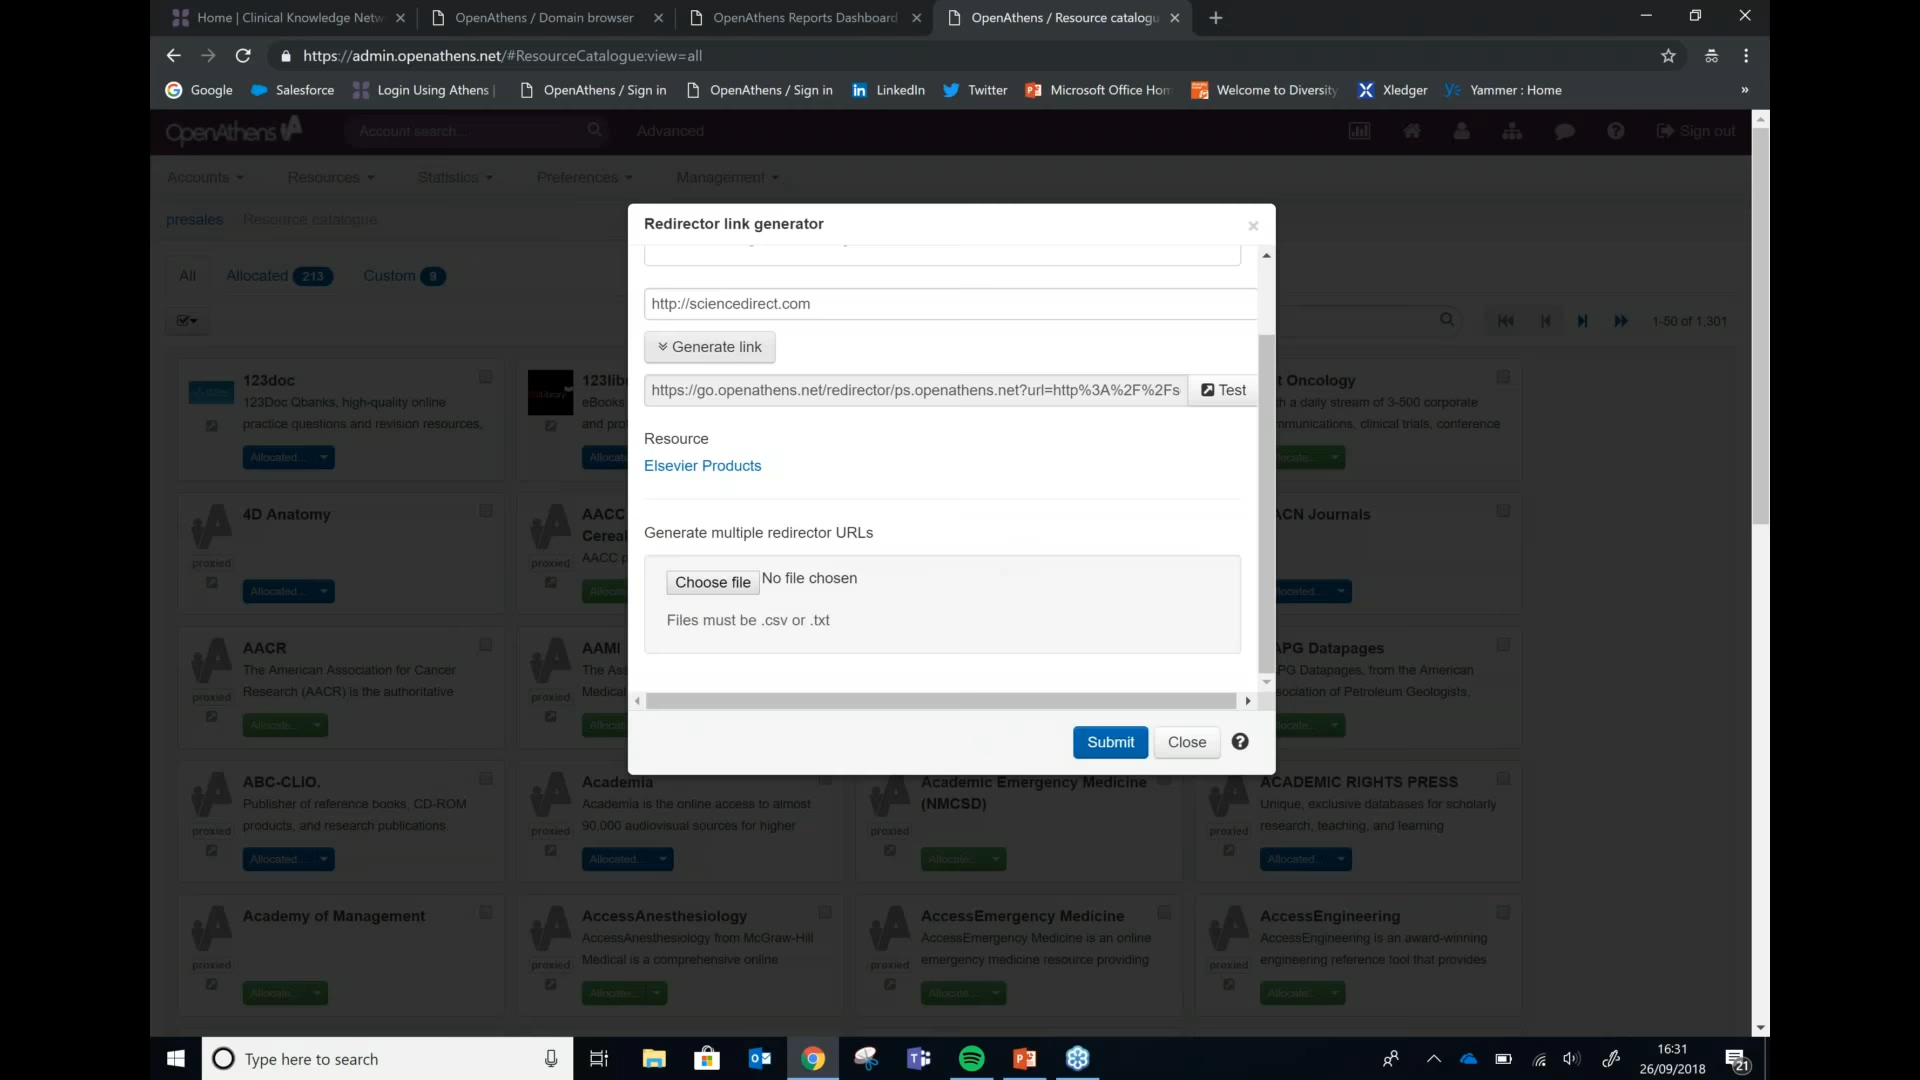 Home | Clinical Knowledge Netw
OpenAthens / Domain browser
OpenAthens Reports Dashboard
OpenAthens / Resource catalogu
https://admin.openathens.net/#ResourceCatalogue:view=all
Google
Salesforce
Login Using Athens |
OpenAthens / Sign in
OpenAthens / Sign in
LinkedIn
Twitter
Microsoft Office Hom
Welcome to Diversity
Xledger
Yammer : Home
»
OpenAthens
Account search...
Advanced
Sign out
Accounts
Resources
Statistics
Preferences
Management
presales
Resource catalogue
All
Allocated 213
Custom 9
1-50 of 1,301
Redirector link generator
http://sciencedirect.com
Generate link
https://go.openathens.net/redirector/ps.openathens.net?url=http%3A%2F%2Fs
Test
Resource
Elsevier Products
Generate multiple redirector URLs
Choose file No file chosen
Files must be .csv or .txt
Submit
Close
123doc
123Doc Qbanks, high-quality online
practice questions and revision resources,
Allocated...
123libr
eBooks
and pro
Allocate
t Oncology
h a daily stream of 3-500 corporate
mmunications, clinical trials, conference
4D Anatomy
proxied
Allocated...
AACC
Cereal
AACC p
proxied
ACN Journals
AACR
The American Association for Cancer
Research (AACR) is the authoritative
proxied
Allocate...
AAMI
The Ass
Medical
proxied
APG Datapages
PG Datapages, from the American
sociation of Petroleum Geologists,
ABC-CLiO.
Publisher of reference books, CD-ROM
products, and research publications
proxied
Allocated...
Academia
Academia is the online access to almost
90,000 audiovisual sources for higher
proxied
Allocated...
Academic Emergency Medicine
(NMCSD)
proxied
Allocate...
ACADEMIC RIGHTS PRESS
Unique, exclusive databases for scholarly
research, teaching, and learning
proxied
Allocated...
Academy of Management
proxied
Allocate...
AccessAnesthesiology
AccessAnesthesiology from McGraw-Hill
Medical is a comprehensive online
proxied
Allocate...
AccessEmergency Medicine
AccessEmergency Medicine is an online
emergency medicine resource providing
proxied
Allocate...
AccessEngineering
AccessEngineering is an award-winning
engineering reference tool that provides
proxied
Allocate...
Type here to search
16:31
26/09/2018
21